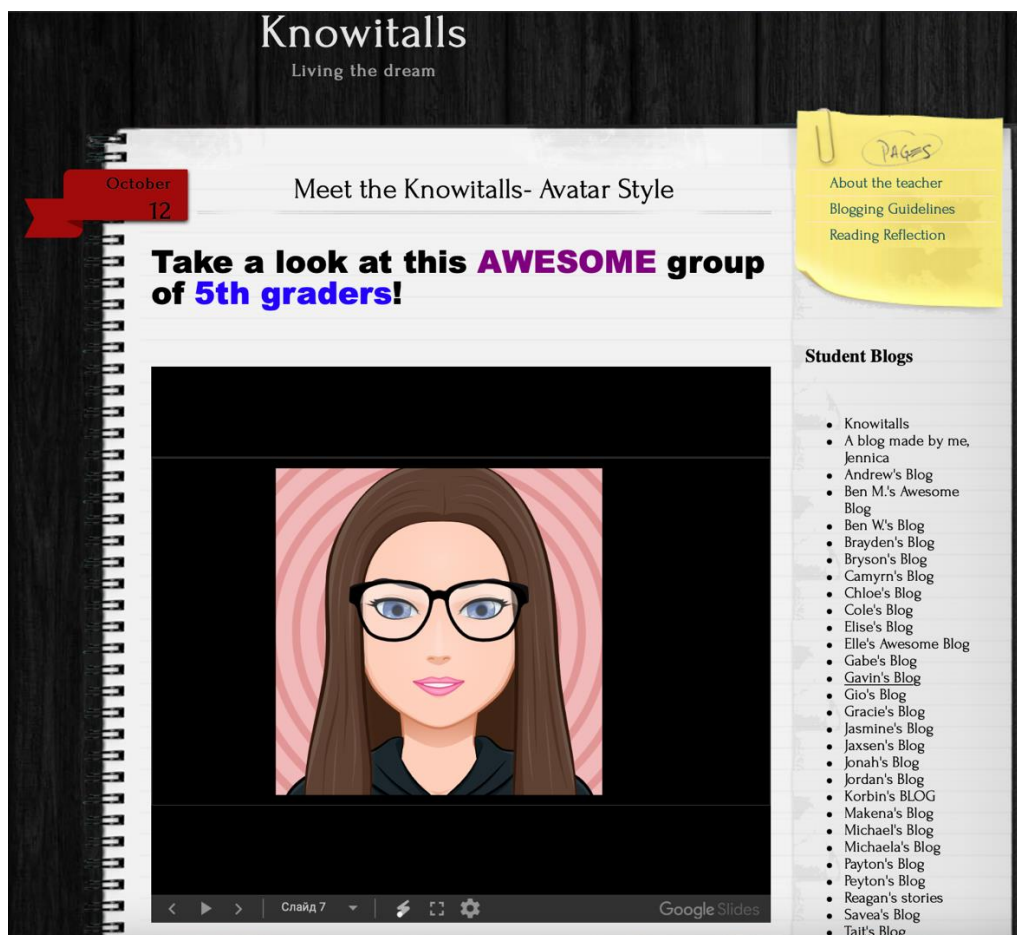 Knowitalls
Living the dream
October
12
Meet the Knowitalls- Avatar Style
Take a look at this AWESOME group
of 5th graders!
Слайд 7
Google Slides
PAGES
About the teacher
Blogging Guidelines
Reading Reflection
Student Blogs
Knowitalls
A blog made by me,
Jennica
Andrew's Blog
Ben M.'s Awesome
Blog
Ben W.'s Blog
Brayden's Blog
Bryson's Blog
Camyrn's Blog
Chloe's Blog
Cole's Blog
Elise's Blog
Elle's Awesome Blog
Gabe's Blog
Gavin's Blog
Gio's Blog
Gracie's Blog
Jasmine's Blog
Jaxsen's Blog
Jonah's Blog
Jordan's Blog
Korbin's BLOG
Makena's Blog
Michael's Blog
Michaela's Blog
Payton's Blog
Peyton's Blog
Reagan's stories
Savea's Blog
Tait's Blog